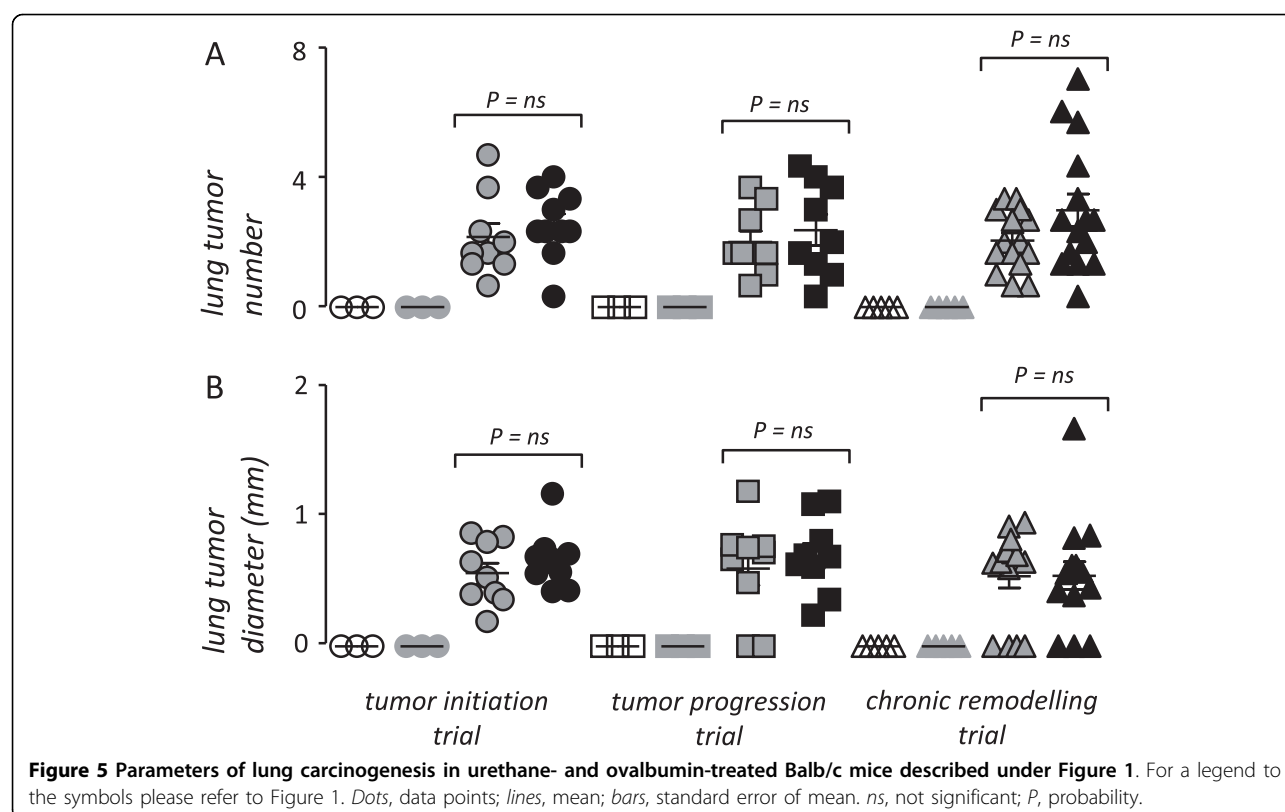 A
8
P = ns
P = ns
P = ns
lung tumor
number
4
0
B
2
P = ns
P = ns
P = ns
lung tumor
diameter (mm)
1
0
tumor initiation
trial
tumor progression
trial
chronic remodelling
trial
Figure 5 Parameters of lung carcinogenesis in urethane- and ovalbumin-treated Balb/c mice described under Figure 1. For a legend to
the symbols please refer to Figure 1. Dots, data points; lines, mean; bars, standard error of mean. ns, not significant; P, probability.